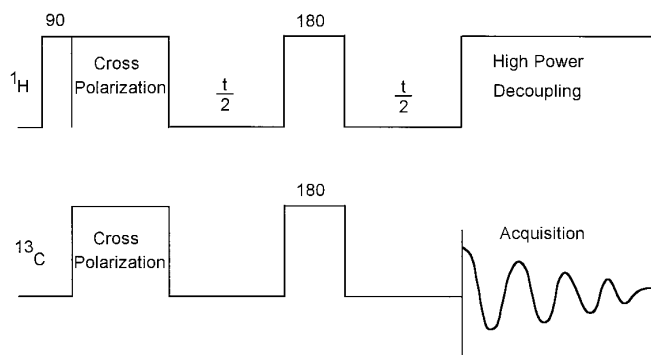 90
180
¹H
Cross
Polarization
t
2
t
2
High Power
Decoupling
180
¹³C
Cross
Polarization
Acquisition